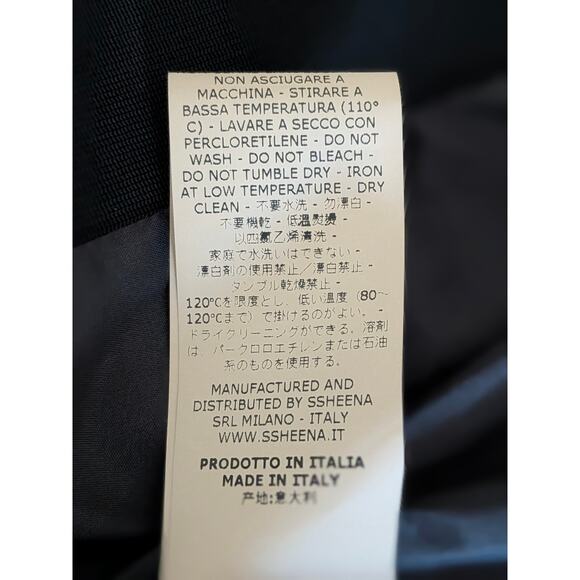 NON ASCIUGARE A
MACCHINA - STIRARE A
BASSA TEMPERATURA (110°
C) - LAVARE A SECCO CON
PERCLORETILENE - DO NOT
WASH - DO NOT BLEACH -
DO NOT TUMBLE DRY - IRON
AT LOW TEMPERATURE - DRY
CLEAN - 不要水洗 - 勿漂白 -
不要機乾 - 低溫熨燙 -
以四氯乙烯清洗 -
家庭で水洗いはできない -
漂白剤の使用禁止／漂白禁止 -
タンブル乾燥禁止 -
120℃を限度とし、低い温度（80～
120℃まで）で掛けるのがよい。 -
ドライクリーニングができる。溶剤
は、パークロロエチレンまたは石油
系のものを使用する。
MANUFACTURED AND
DISTRIBUTED BY SSHEENA
SRL MILANO - ITALY
WWW.SSHEENA.IT
PRODOTTO IN ITALIA
MADE IN ITALY
产地:意大利